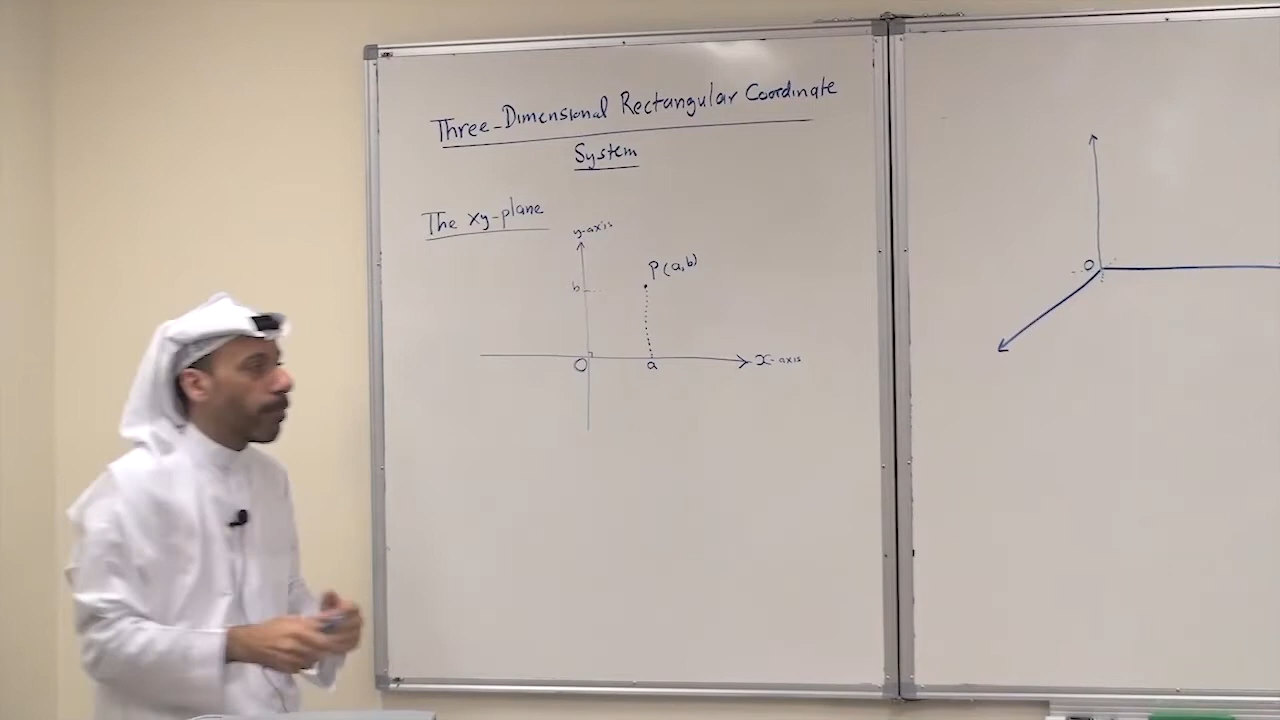 Three-Dimensional Rectangular Coordinate
System
The xy-plane
y-axis
P(a,b)
b
O
a
x-axis
O